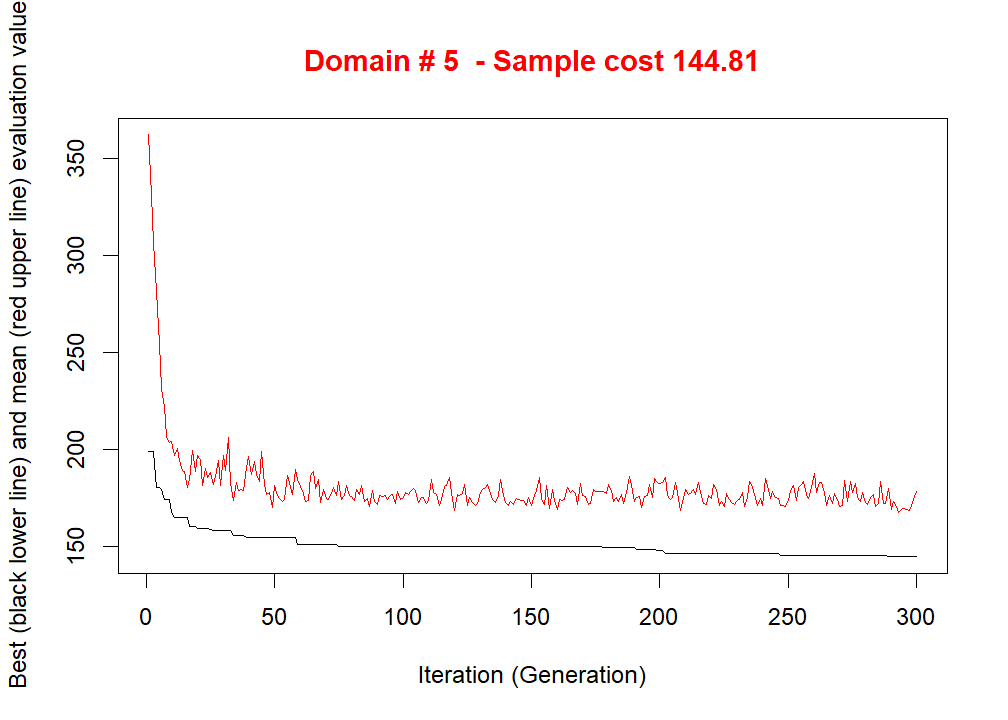 Domain # 5  - Sample cost 144.81
Best (black lower line) and mean (red upper line) evaluation value
350
300
250
200
150
0 50 100 150 200 250 300
Iteration (Generation)